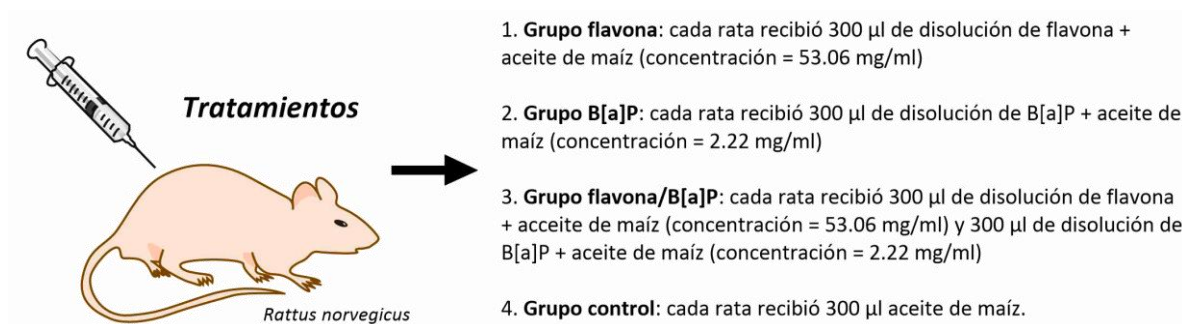 Tratamientos
Rattus norvegicus
1. Grupo flavona: cada rata recibió 300 µl de disolución de flavona +
aceite de maíz (concentración = 53.06 mg/ml)
2. Grupo B[a]P: cada rata recibió 300 µl de disolución de B[a]P + aceite de
maíz (concentración = 2.22 mg/ml)
3. Grupo flavona/B[a]P: cada rata recibió 300 µl de disolución de flavona
+ acceite de maíz (concentración = 53.06 mg/ml) y 300 µl de disolución de
B[a]P + aceite de maíz (concentración = 2.22 mg/ml)
4. Grupo control: cada rata recibió 300 µl aceite de maíz.